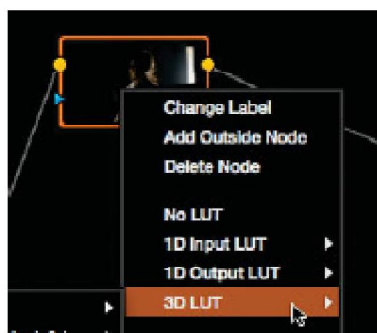 Change Label
Add Outside Node
Delete Node
No LUT
1D Input LUT
1D Output LUT
3D LUT